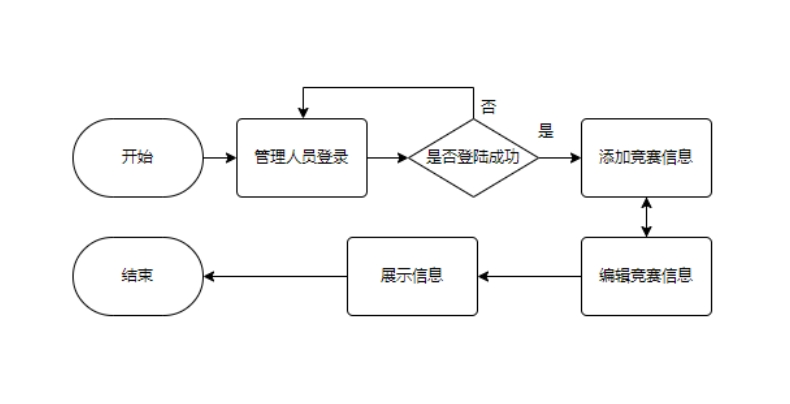 否
是
开始
管理人员登录
是否登陆成功
添加竞赛信息
结束
展示信息
编辑竞赛信息